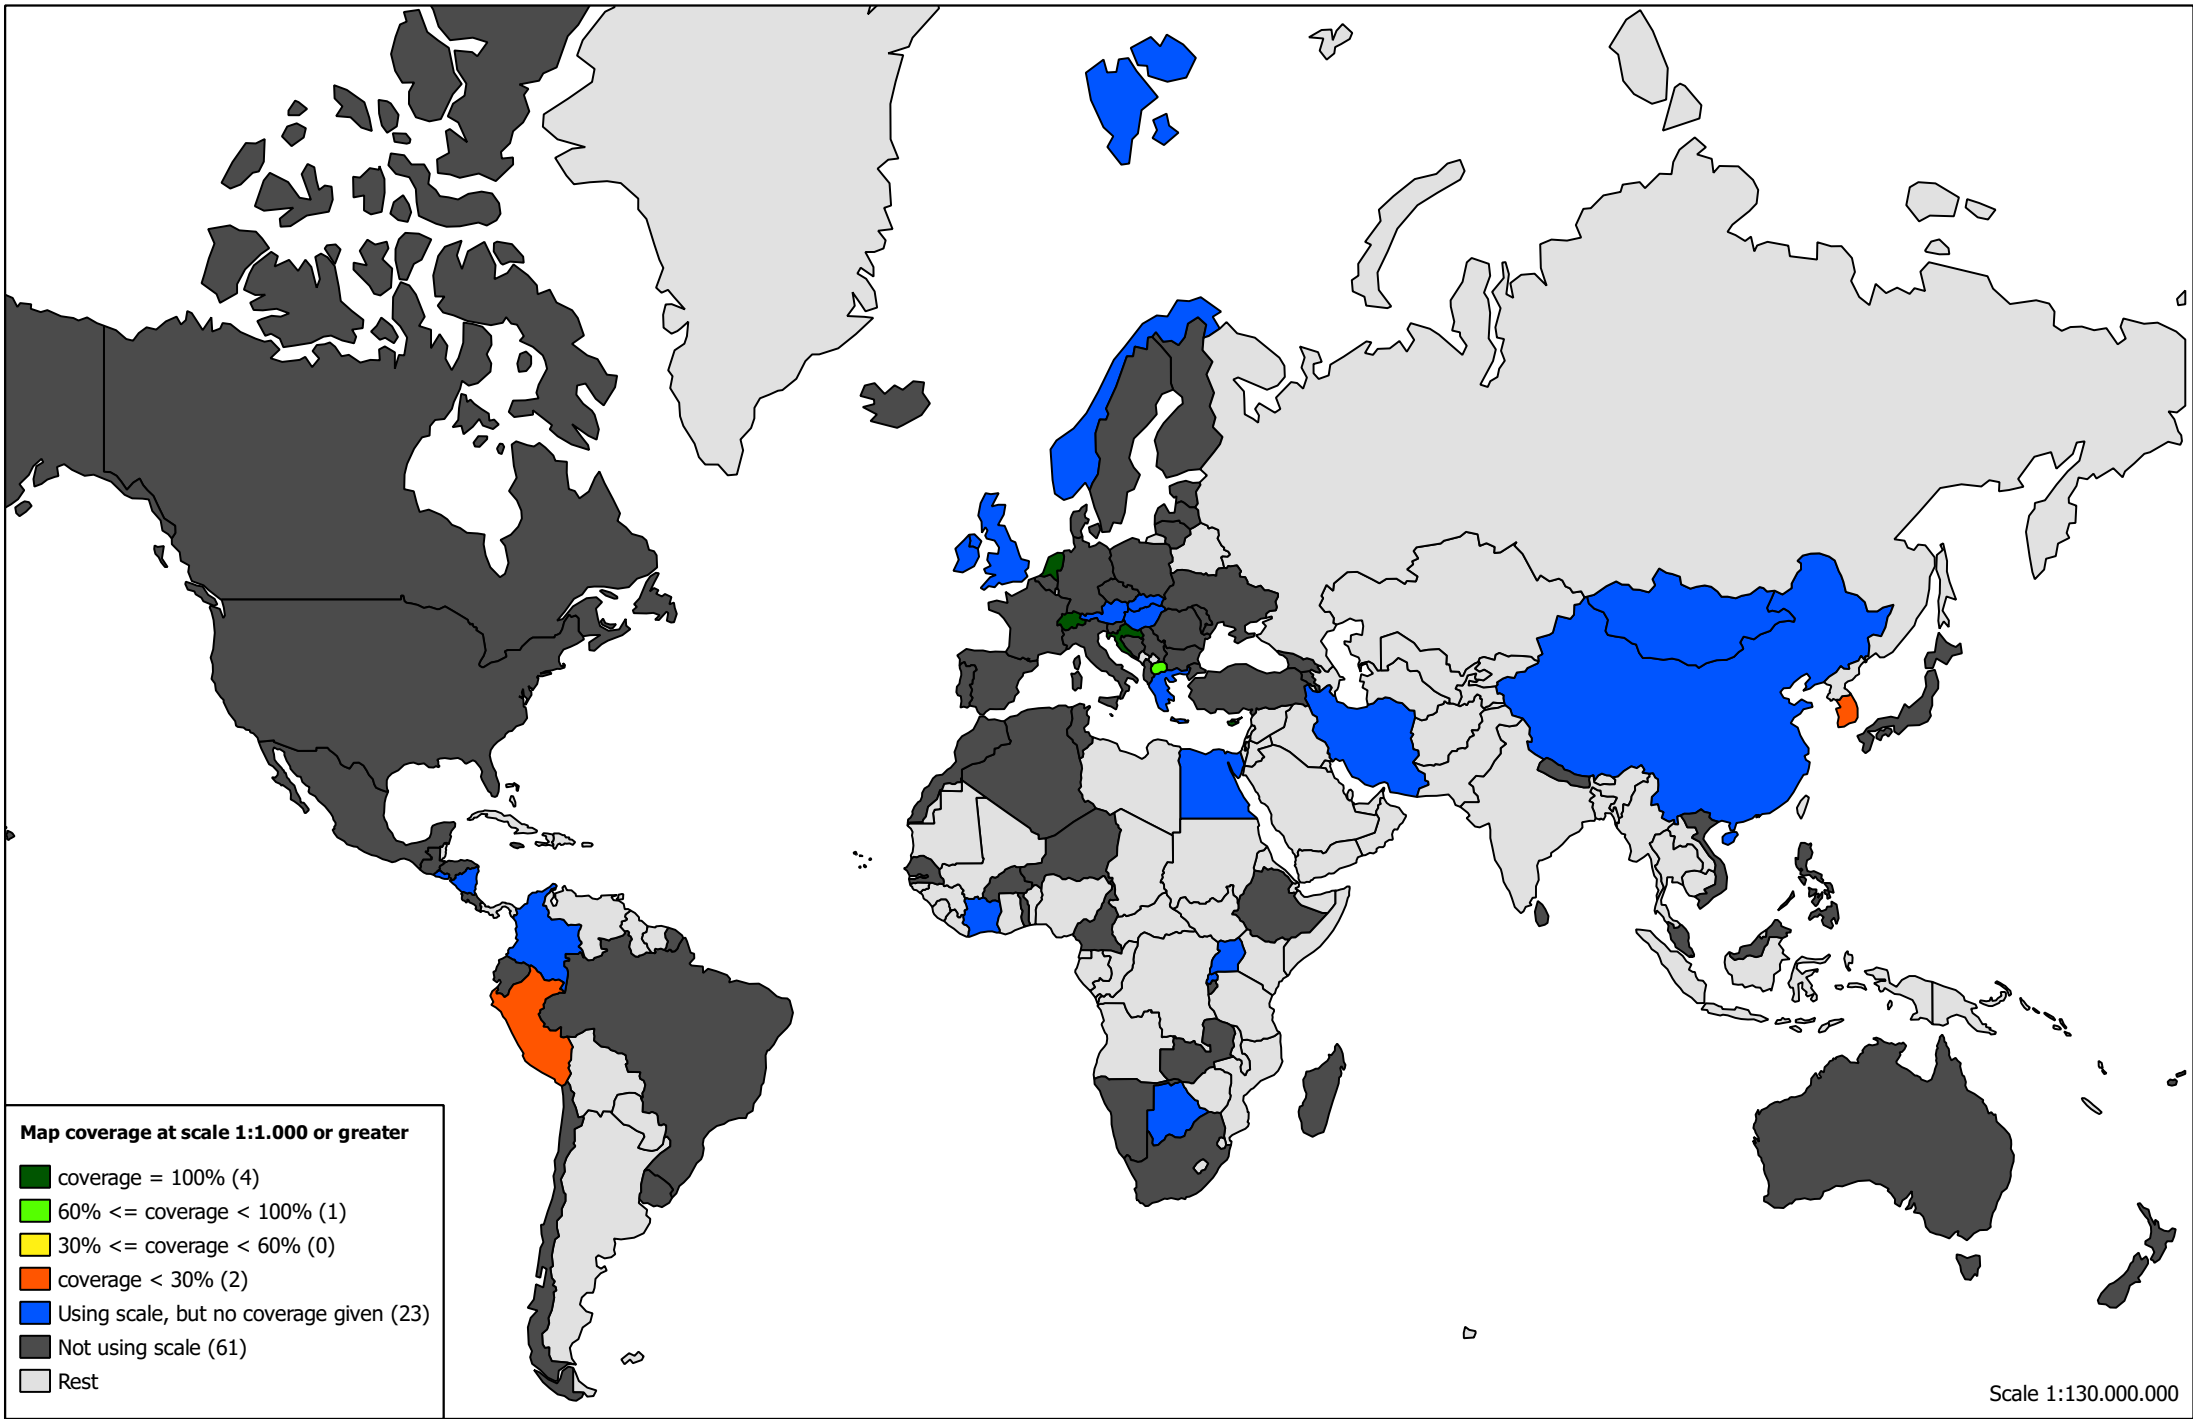 Map coverage at scale 1:1.000 or greater
coverage = 100% (4)
60% <= coverage < 100% (1)
30% <= coverage < 60% (0)
coverage < 30% (2)
Using scale, but no coverage given (23)
Not using scale (61)
Rest
Scale 1:130.000.000